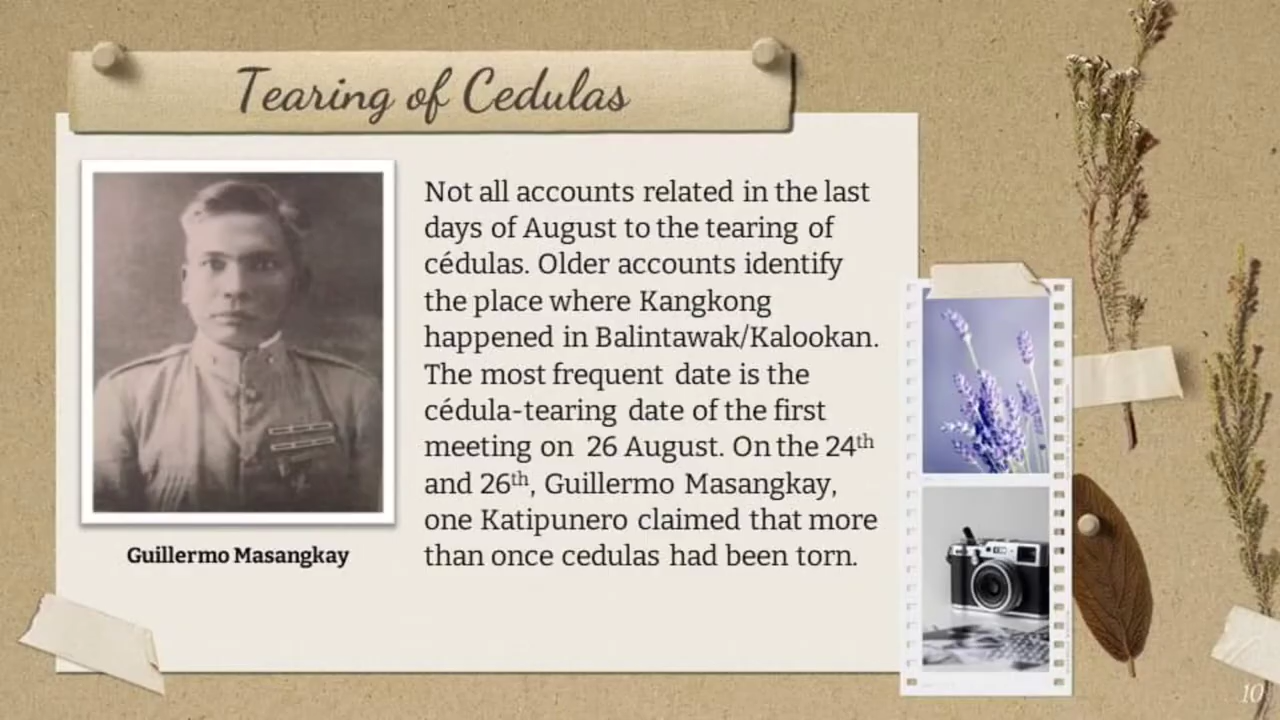 Tearing of Cedulas
Not all accounts related in the last
days of August to the tearing of
cédulas. Older accounts identify
the place where Kangkong
happened in Balintawak/Kalookan.
The most frequent date is the
cédula-tearing date of the first
meeting on 26 August. On the 24th
and 26th, Guillermo Masangkay,
one Katipunero claimed that more
than once cedulas had been torn.
Guillermo Masangkay
10